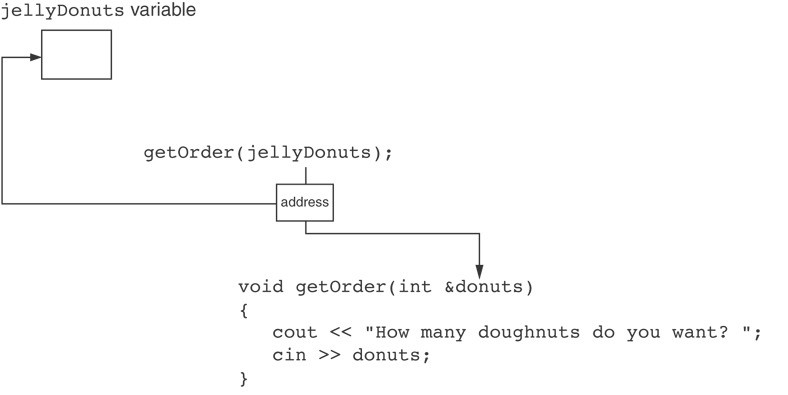 jellyDonuts variable
getOrder(jellyDonuts);
address
void getOrder(int &donuts)
{
cout << "How many doughnuts do you want? ";
cin >> donuts;
}